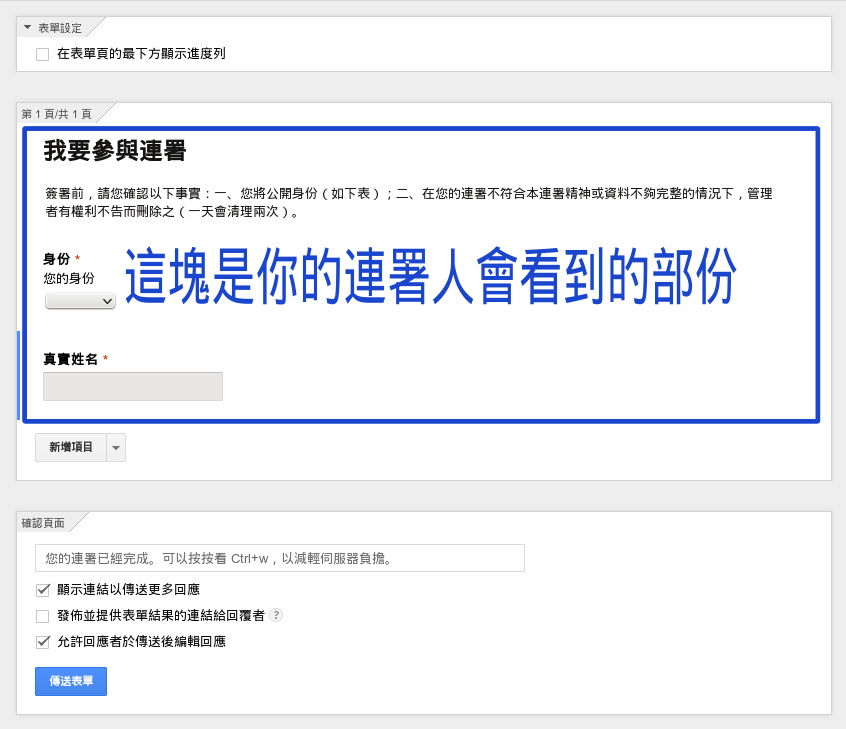 表單設定
在表單頁的最下方顯示進度列
第 1 頁/共 1 頁
我要參與連署
簽署前，請您確認以下事實：一、您將公開身份（如下表）；二、在您的連署不符合本連署精神或資料不夠完整的情況下，管理
者有權利不告而刪除之（一天會清理兩次）。
身份 *
您的身份
這塊是你的連署人會看到的部份
真實姓名 *
新增項目
確認頁面
您的連署已經完成。可以按按看 Ctrl+w，以減輕伺服器負擔。
顯示連結以傳送更多回應
發佈並提供表單結果的連結給回覆者 ?
允許回應者於傳送後編輯回應
傳送表單